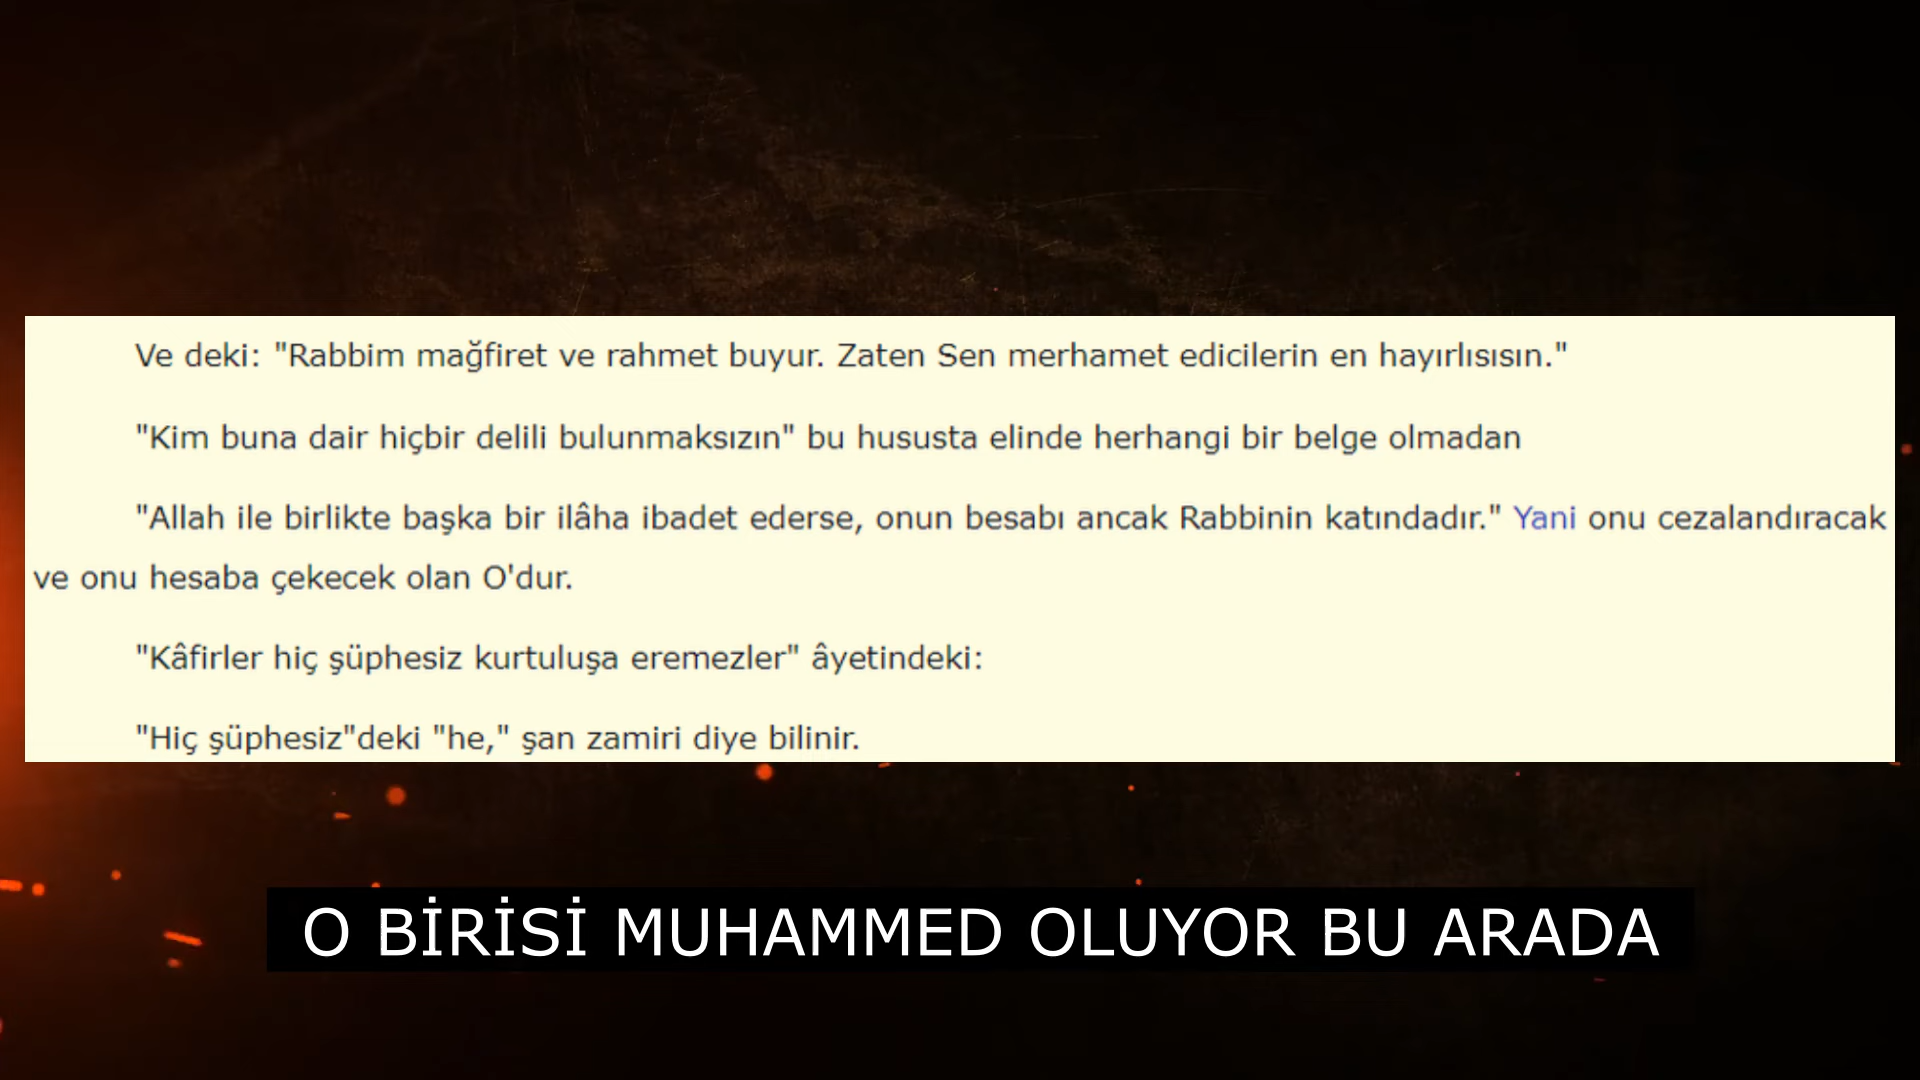 Ve deki: "Rabbim mağfiret ve rahmet buyur. Zaten Sen merhamet edicilerin en hayırlısısın."
"Kim buna dair hiçbir delili bulunmaksızın" bu hususta elinde herhangi bir belge olmadan
"Allah ile birlikte başka bir ilâha ibadet ederse, onun besabı ancak Rabbinin katındadır." Yani onu cezalandıracak
ve onu hesaba çekecek olan O'dur.
"Kâfirler hiç şüphesiz kurtuluşa eremezler" âyetindeki:
"Hiç şüphesiz"deki "he," şan zamiri diye bilinir.
O BİRİSİ MUHAMMED OLUYOR BU ARADA